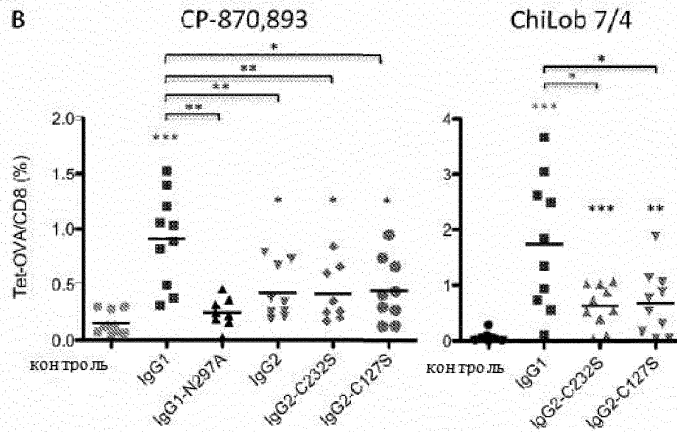 B
CP-870,893
ChiLob 7/4
*
**
**
**
***
*
*
*
*
*
***
***
**
Tet-OVA/CD8 (%)
2.0
1.5
1.0
0.5
0.0
4
3
2
1
0
контроль
IgG1
IgG1-N297A
IgG2
IgG2-C232S
IgG2-C127S
контроль
IgG1
IgG2-C232S
IgG2-C127S